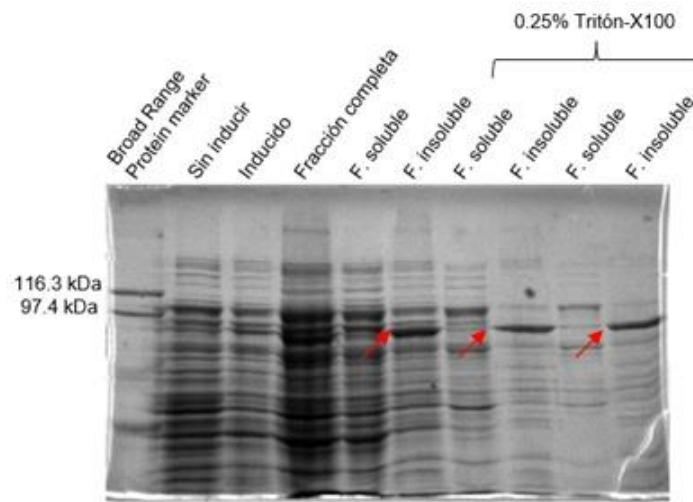 0.25% Tritón-X100
Broad Range
Protein marker
Sin inducir
Inducido
Fracción completa
F. soluble
F. insoluble
F. soluble
F. insoluble
F. soluble
F. insoluble
116.3 kDa
97.4 kDa